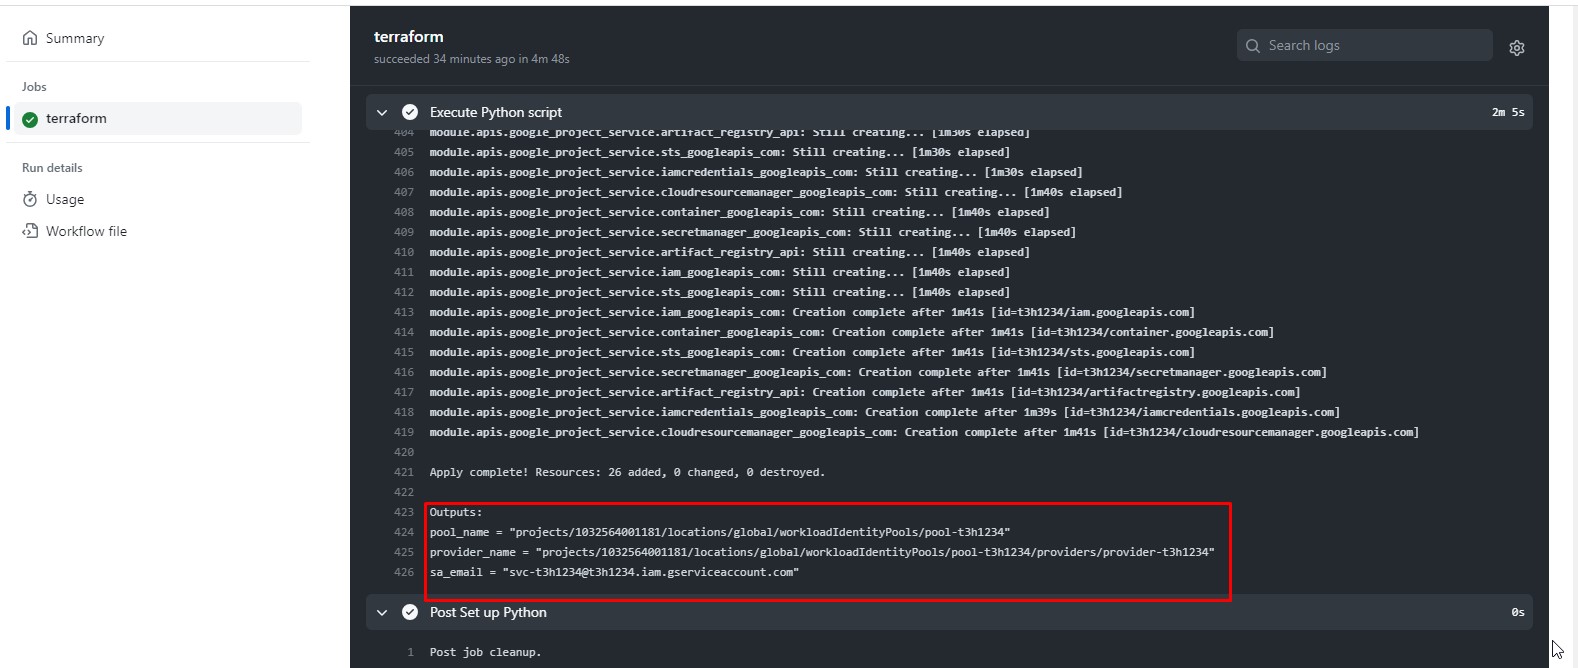 Summary
Jobs
terraform
Run details
Usage
Workflow file
terraform
succeeded 34 minutes ago in 4m 48s
Search logs
Execute Python script 2m 5s
404 module.apis.google_project_service.artifact_registry_api: Still creating... [1m30s elapsed]
405 module.apis.google_project_service.sts_googleapis_com: Still creating... [1m30s elapsed]
406 module.apis.google_project_service.iamcredentials_googleapis_com: Still creating... [1m30s elapsed]
407 module.apis.google_project_service.cloudresourcemanager_googleapis_com: Still creating... [1m40s elapsed]
408 module.apis.google_project_service.container_googleapis_com: Still creating... [1m40s elapsed]
409 module.apis.google_project_service.secretmanager_googleapis_com: Still creating... [1m40s elapsed]
410 module.apis.google_project_service.artifact_registry_api: Still creating... [1m40s elapsed]
411 module.apis.google_project_service.iam_googleapis_com: Still creating... [1m40s elapsed]
412 module.apis.google_project_service.sts_googleapis_com: Still creating... [1m40s elapsed]
413 module.apis.google_project_service.iam_googleapis_com: Creation complete after 1m41s [id=t3h1234/iam.googleapis.com]
414 module.apis.google_project_service.container_googleapis_com: Creation complete after 1m41s [id=t3h1234/container.googleapis.com]
415 module.apis.google_project_service.sts_googleapis_com: Creation complete after 1m41s [id=t3h1234/sts.googleapis.com]
416 module.apis.google_project_service.secretmanager_googleapis_com: Creation complete after 1m41s [id=t3h1234/secretmanager.googleapis.com]
417 module.apis.google_project_service.artifact_registry_api: Creation complete after 1m41s [id=t3h1234/artifactregistry.googleapis.com]
418 module.apis.google_project_service.iamcredentials_googleapis_com: Creation complete after 1m39s [id=t3h1234/iamcredentials.googleapis.com]
419 module.apis.google_project_service.cloudresourcemanager_googleapis_com: Creation complete after 1m41s [id=t3h1234/cloudresourcemanager.googleapis.com]
420
421 Apply complete! Resources: 26 added, 0 changed, 0 destroyed.
422
423 Outputs:
424 pool_name = "projects/1032564001181/locations/global/workloadIdentityPools/pool-t3h1234"
425 provider_name = "projects/1032564001181/locations/global/workloadIdentityPools/pool-t3h1234/providers/provider-t3h1234"
426 sa_email = "svc-t3h1234@t3h1234.iam.gserviceaccount.com"
Post Set up Python 0s
1 Post job cleanup.